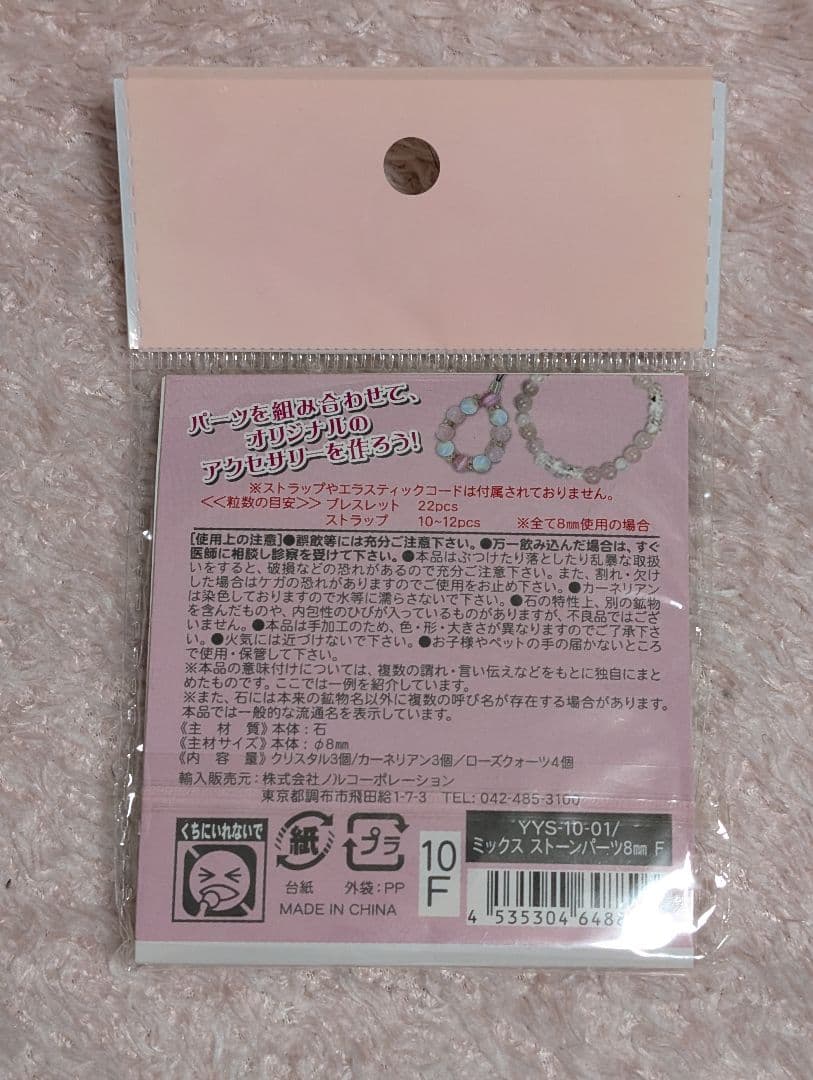 パーツを組み合わせて、
オリジナルの
アクセサリーを作ろう!
※ストラップやエラスティックコードは付属されておりません。
≪粒数の目安≫ ブレスレット 22pcs
ストラップ 10~12pcs ※全て8mm使用の場合
[使用上の注意]●誤飲等には充分ご注意下さい。●万一飲み込んだ場合は、すぐ
医師に相談し診察を受けて下さい。●本品はぶつけたり落としたり乱暴な取扱
いをすると、破損などの恐れがあるので充分ご注意下さい。また、割れ・欠け
した場合はケガの恐れがありますのでご使用をお止め下さい。●カーネリアン
は染色しておりますので水等に濡らさないで下さい。●石の特性上、別の鉱物
を含んだものや、内包性のひびが入っているものがありますが、不良品ではござ
いません。●本品は手加工のため、色・形・大きさが異なりますのでご了承下さ
い。●火気には近づけないで下さい。●お子様やペットの手の届かないところ
で使用・保管して下さい。
※本品の意味付けについては、複数の謂れ・言い伝えなどをもとに独自にまと
めたものです。ここでは一例を紹介しています。
※また、石には本来の鉱物名以外に複数の呼び名が存在する場合があります。
本品では一般的な流通名を表示しています。
《主材質》本体:石
《主材サイズ》本体:φ8mm
《内容量》クリスタル3個/カーネリアン3個/ローズクォーツ4個
輸入販売元:株式会社ノルコーポレーション
東京都調布市飛田給1-7-3 TEL: 042-485-3100
くちにいれないで
紙
プラ
台紙 外袋:PP
MADE IN CHINA
10
F
YYS-10-01/
ミックス ストーンパーツ8mm F
4 535304 648